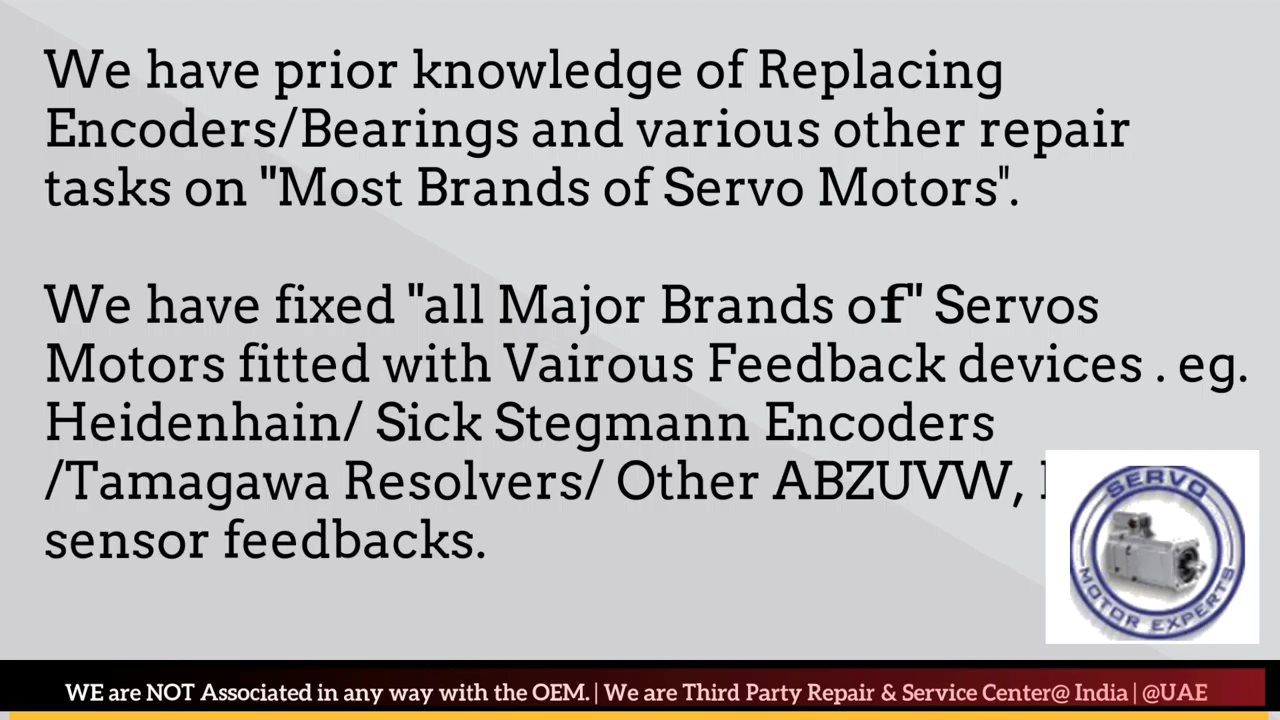 We have prior knowledge of Replacing
Encoders/Bearings and various other repair
tasks on "Most Brands of Servo Motors".
We have fixed "all Major Brands of" Servos
Motors fitted with Vairous Feedback devices . eg.
Heidenhain/ Sick Stegmann Encoders
/Tamagawa Resolvers/ Other ABZUVW,
sensor feedbacks.
SERVO
MOTOR EXPERTS
WE are NOT Associated in any way with the OEM. | We are Third Party Repair & Service Center@ India | @UAE